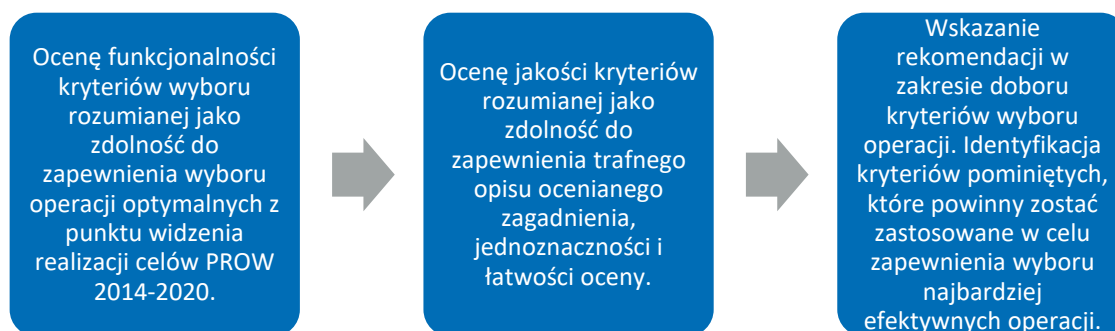 Ocenę funkcjonalności
kryteriów wyboru
rozumianej jako
zdolność do
zapewnienia wyboru
operacji optymalnych z
punktu widzenia
realizacji celów PROW
2014-2020.
Ocenę jakości kryteriów
rozumianej jako
zdolność do
zapewnienia trafnego
opisu ocenianego
zagadnienia,
jednoznaczności i
łatwości oceny.
Wskazanie
rekomendacji w
zakresie doboru
kryteriów wyboru
operacji. Identyfikacja
kryteriów pominiętych,
które powinny zostać
zastosowane w celu
zapewnienia wyboru
najbardziej
efektywnych operacji.